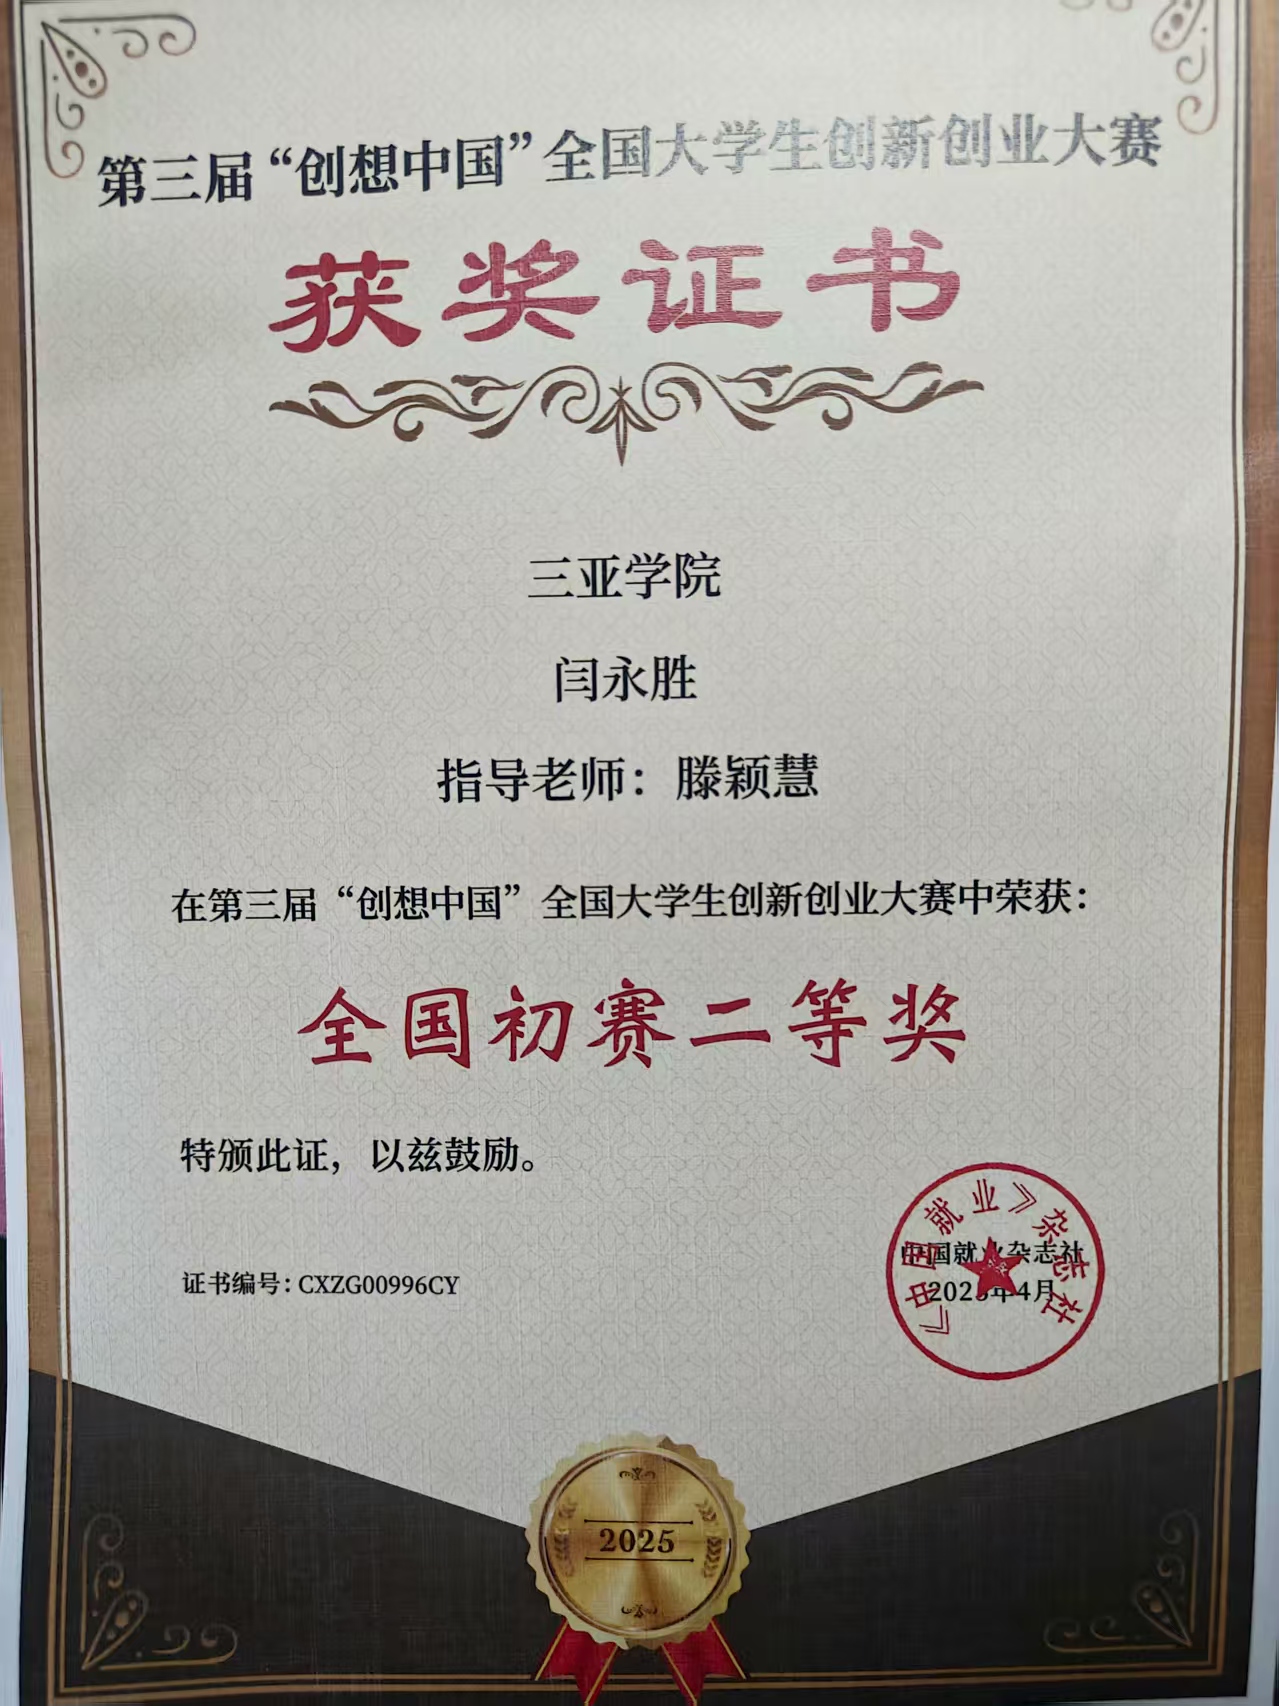 第三届“创想中国”全国大学生创新创业大赛
获奖证书
三亚学院
闫永胜
指导老师：滕颖慧
在第三届“创想中国”全国大学生创新创业大赛中荣获：
全国初赛二等奖
特颁此证，以兹鼓励。
证书编号：CXZG00996CY
中国就业杂志社
2025年4月
《中国就业》杂志社
2025